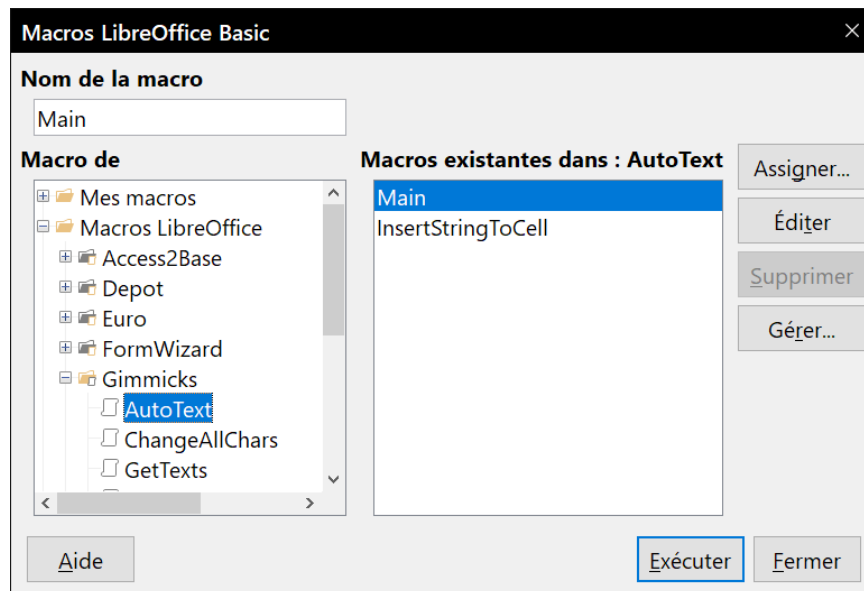 Macros LibreOffice Basic
Nom de la macro
Main
Macro de
Mes macros
Macros LibreOffice
Access2Base
Depot
Euro
FormWizard
Gimmicks
AutoText
ChangeAllChars
GetTexts
Macros existantes dans : AutoText
Main
InsertStringToCell
Assigner...
Éditer
Supprimer
Gérer...
Aide
Exécuter
Fermer